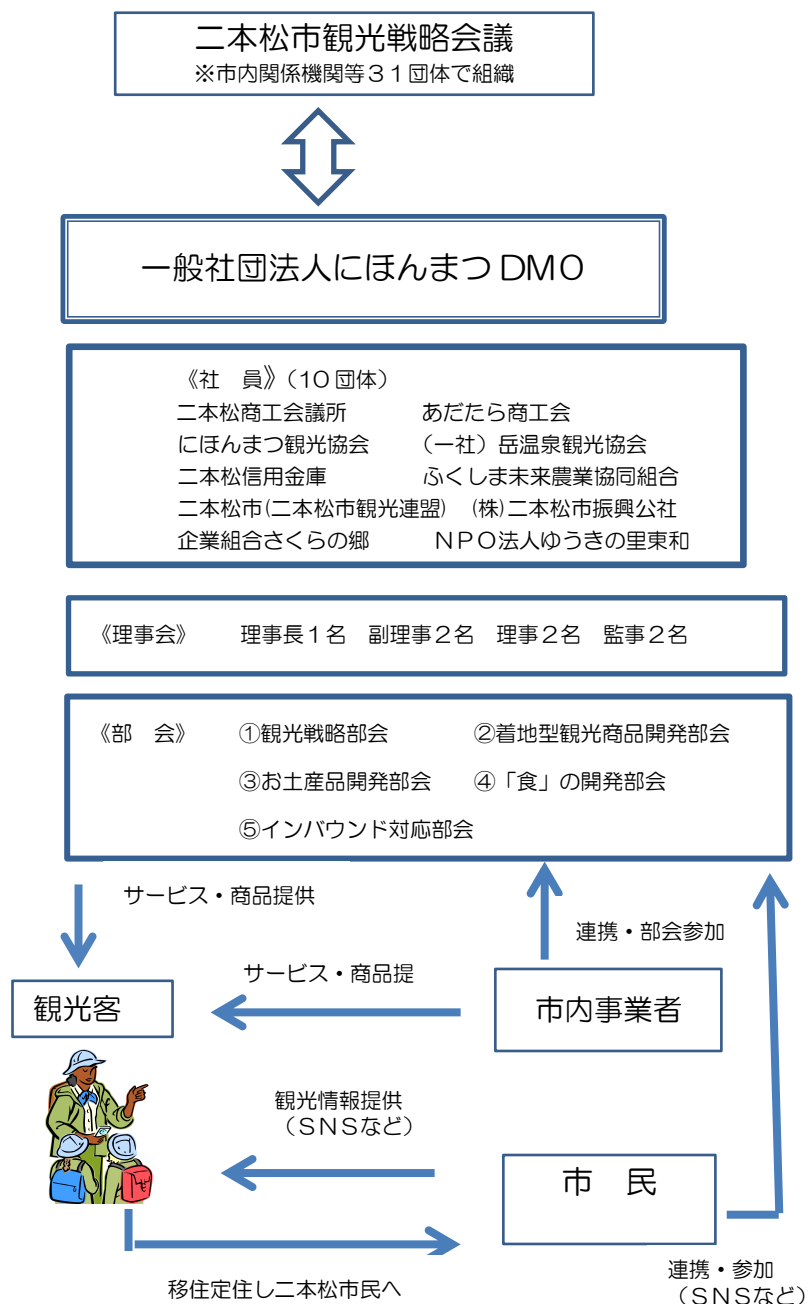 二本松市観光戦略会議
※市内関係機関等３１団体で組織
一般社団法人にほんまつＤＭＯ
《社　員》（１０団体）
二本松商工会議所　　　あだたら商工会
にほんまつ観光協会　　（一社）岳温泉観光協会
二本松信用金庫　　　　ふくしま未来農業協同組合
二本松市(二本松市観光連盟)　(株)二本松市振興公社
企業組合さくらの郷　　　ＮＰＯ法人ゆうきの里東和
《理事会》　　理事長１名　副理事２名　理事２名　監事２名
《部　会》　　①観光戦略部会　　　　②着地型観光商品開発部会
③お土産品開発部会　　④「食」の開発部会
⑤インバウンド対応部会
サービス・商品提供
連携・部会参加
サービス・商品提
観光客
市内事業者
観光情報提供
（ＳＮＳなど）
市　民
移住定住し二本松市民へ
連携・参加
（ＳＮＳなど）